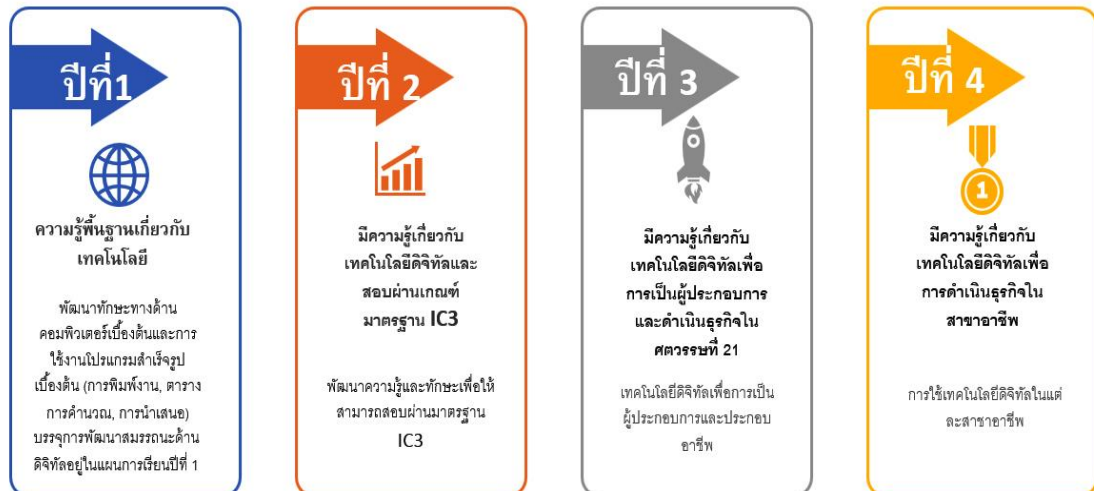 ปีที่1
ความรู้พื้นฐานเกี่ยวกับ
เทคโนโลยี
พัฒนาทักษะทางด้าน
คอมพิวเตอร์เบื้องต้นและการ
ใช้งานโปรแกรมสำเร็จรูป
เบื้องต้น (การพิมพ์งาน, ตาราง
การคำนวณ, การนำเสนอ)
บรรจุการพัฒนาสมรรถนะด้าน
ดิจิทัลอยู่ในแผนการเรียนปีที่ 1
ปีที่ 2
มีความรู้เกี่ยวกับ
เทคโนโลยีดิจิทัลและ
สอบผ่านเกณฑ์
มาตรฐาน IC3
พัฒนาความรู้และทักษะเพื่อให้
สามารถสอบผ่านมาตรฐาน
IC3
ปีที่ 3
มีความรู้เกี่ยวกับ
เทคโนโลยีดิจิทัลเพื่อ
การเป็นผู้ประกอบการ
และดำเนินธุรกิจใน
ศตวรรษที่ 21
เทคโนโลยีดิจิทัลเพื่อการเป็น
ผู้ประกอบการและประกอบ
อาชีพ
ปีที่ 4
1
มีความรู้เกี่ยวกับ
เทคโนโลยีดิจิทัลเพื่อ
การดำเนินธุรกิจใน
สาขาอาชีพ
การใช้เทคโนโลยีดิจิทัลในแต่
ละสาขาอาชีพ